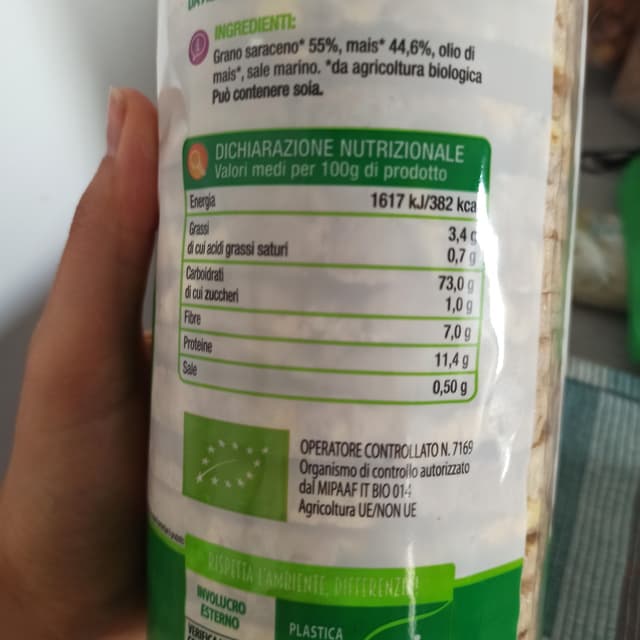 INGREDIENTI:
Grano saraceno* 55%, mais* 44,6%, olio di
mais*, sale marino. *da agricoltura biologica
Può contenere soia.
DICHIARAZIONE NUTRIZIONALE
Valori medi per 100g di prodotto
Energia 1617 kJ/382 kca
Grassi 3,4 g
di cui acidi grassi saturi 0,7 g
Carboidrati 73,0 g
di cui zuccheri 1,0 g
Fibre 7,0 g
Proteine 11,4 g
Sale 0,50 g
OPERATORE CONTROLLATO N. 7169
Organismo di controllo autorizzato
dal MIPAAF IT BIO 014
Agricoltura UE/NON UE
RISPETTA L'AMBIENTE, DIFFERENZIA!
INVOLUCRO
ESTERNO
PLASTICA